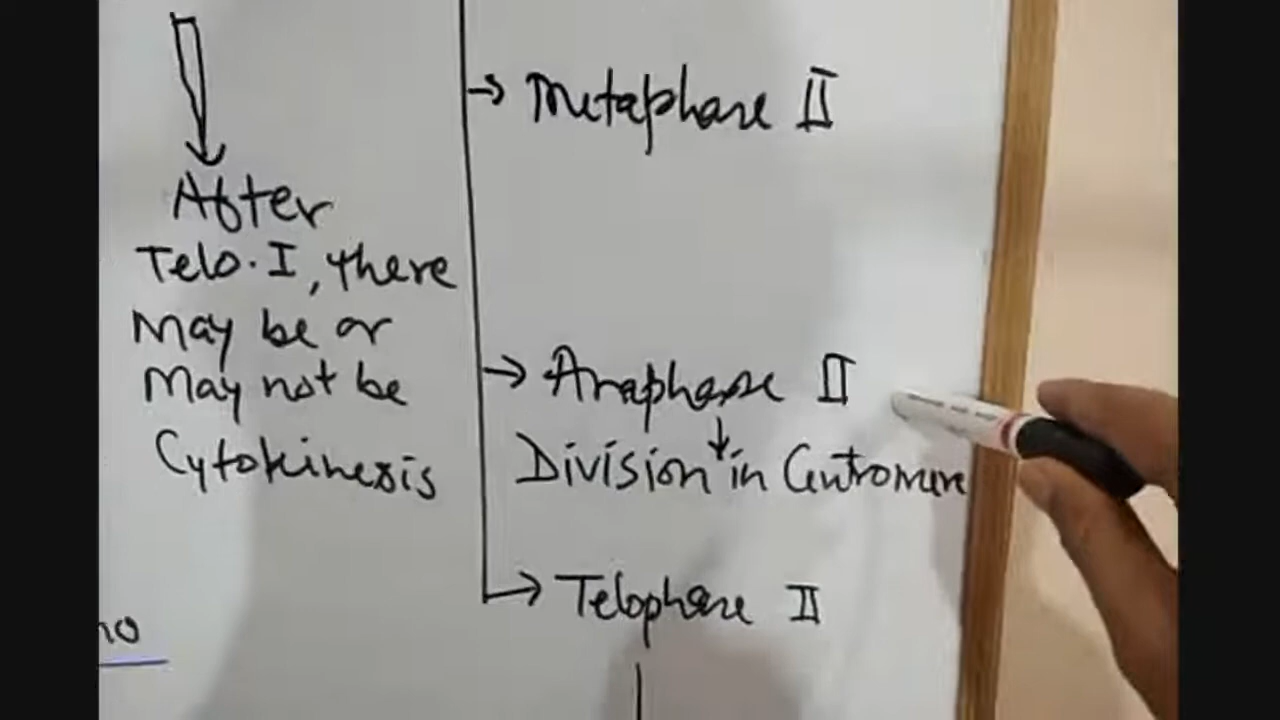 After
Telo. I, there
May be or
May not be
Cytokinesis
Metaphase II
Anaphase II
Division in Centromere
Telophase II